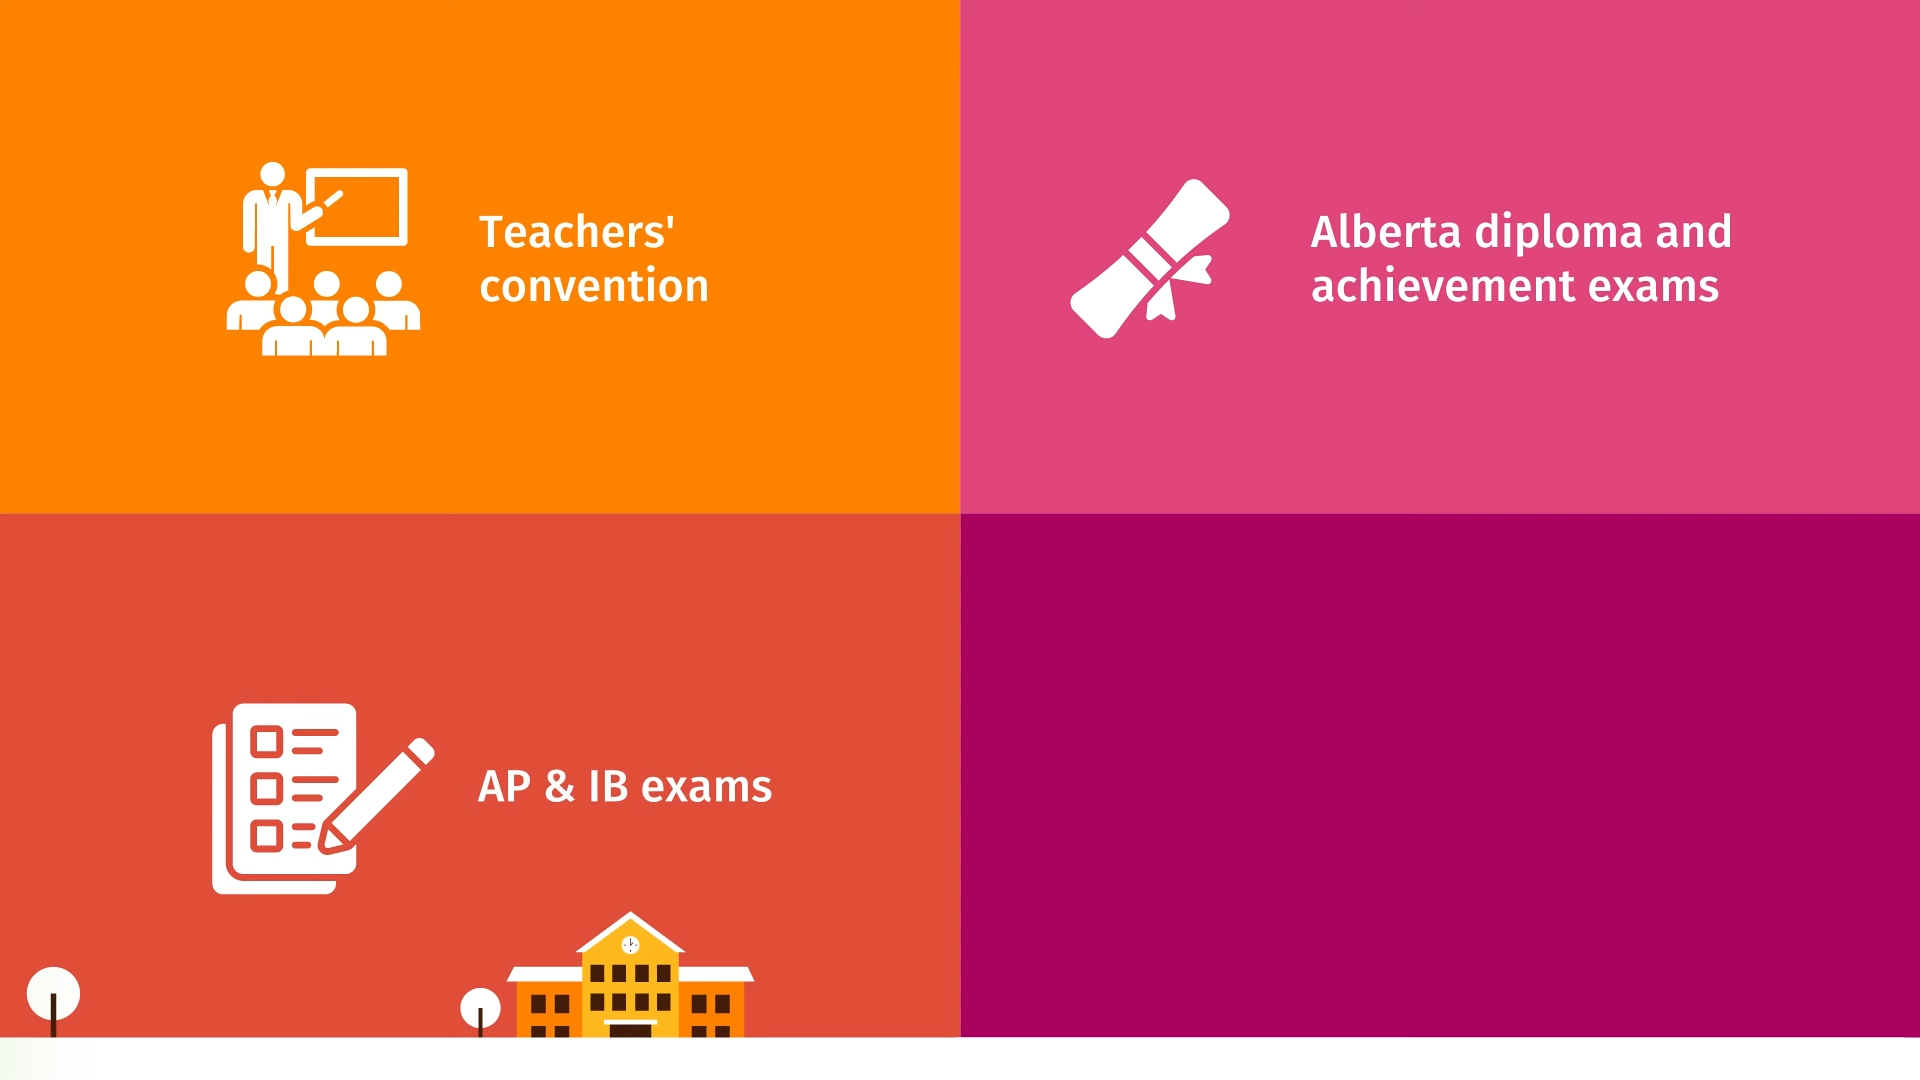 Teachers'
convention
Alberta diploma and
achievement exams
AP & IB exams